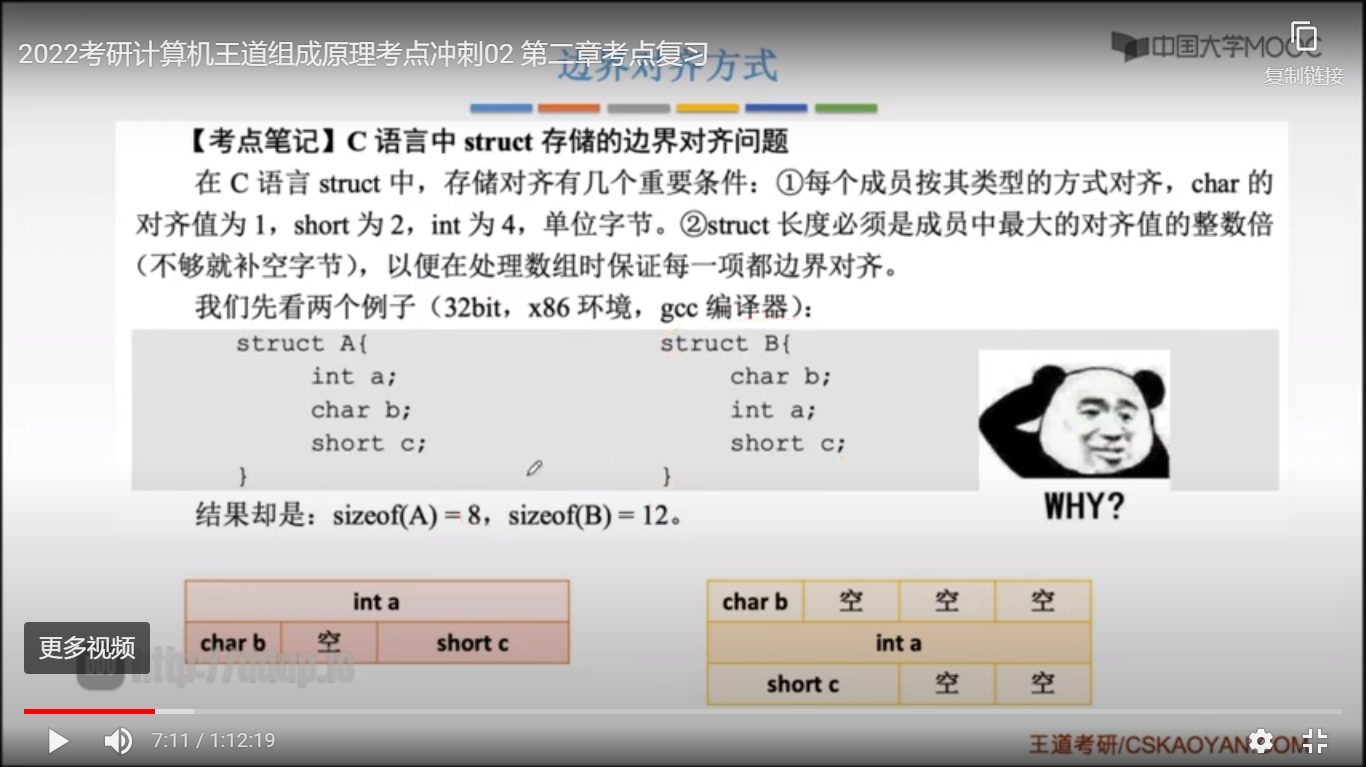 2022考研计算机王道组成原理考点冲刺02 第二章考点复习
边界对齐方式
中国大学MOOC
复制链接
【考点笔记】C 语言中 struct 存储的边界对齐问题
在 C 语言 struct 中，存储对齐有几个重要条件：①每个成员按其类型的方式对齐，char 的
对齐值为 1，short 为 2，int 为 4，单位字节。②struct 长度必须是成员中最大的对齐值的整数倍
（不够就补空字节），以便在处理数组时保证每一项都边界对齐。
我们先看两个例子（32bit，x86 环境，gcc 编译器）：
struct A{
int a;
char b;
short c;
}
struct B{
char b;
int a;
short c;
}
WHY?
结果却是：sizeof(A) = 8，sizeof(B) = 12。
int a
char b 空 short c
char b 空 空 空
int a
short c 空 空
更多视频
7:11 / 1:12:19
王道考研/CSKAOYAN.COM